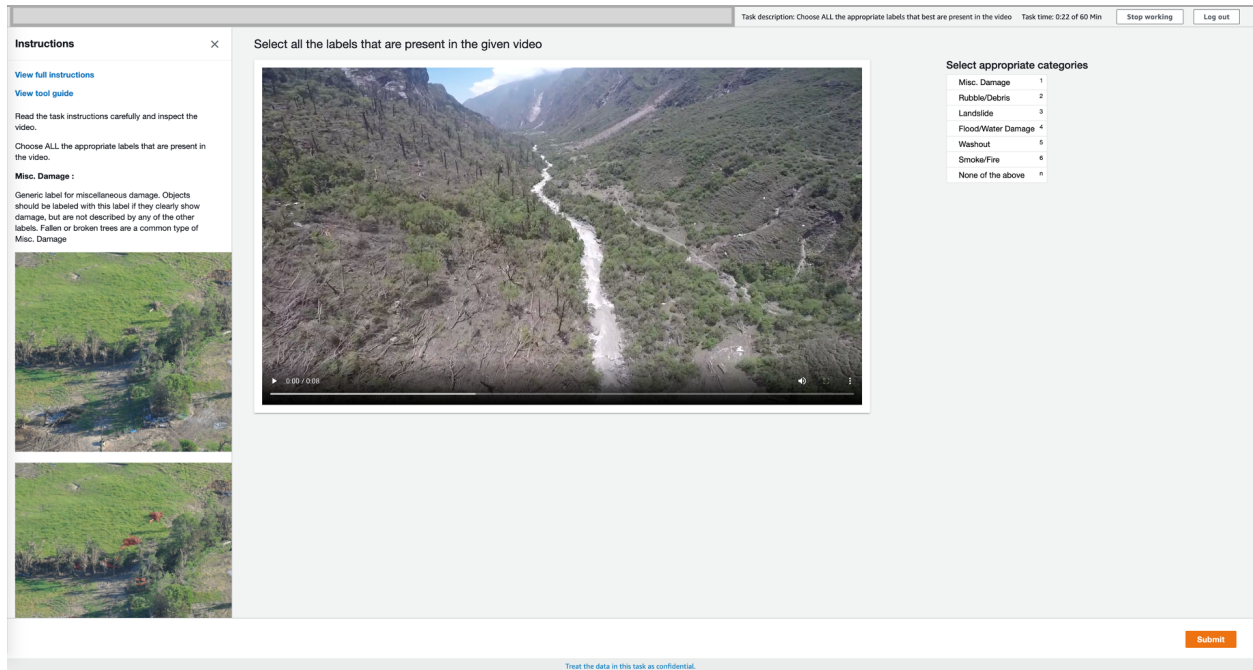 Task description: Choose ALL the appropriate labels that best are present in the video Task time: 0:22 of 60 Min Stop working Log out
Instructions ×
View full instructions
View tool guide
Read the task instructions carefully and inspect the
video.
Choose ALL the appropriate labels that are present in
the video.
Misc. Damage :
Generic label for miscellaneous damage. Objects
should be labeled with this label if they clearly show
damage, but are not described by any of the other
labels. Fallen or broken trees are a common type of
Misc. Damage
Select all the labels that are present in the given video
0:00 / 0:08
Select appropriate categories
Misc. Damage 1
Rubble/Debris 2
Landslide 3
Flood/Water Damage 4
Washout 5
Smoke/Fire 6
None of the above n
Submit
Treat the data in this task as confidential.